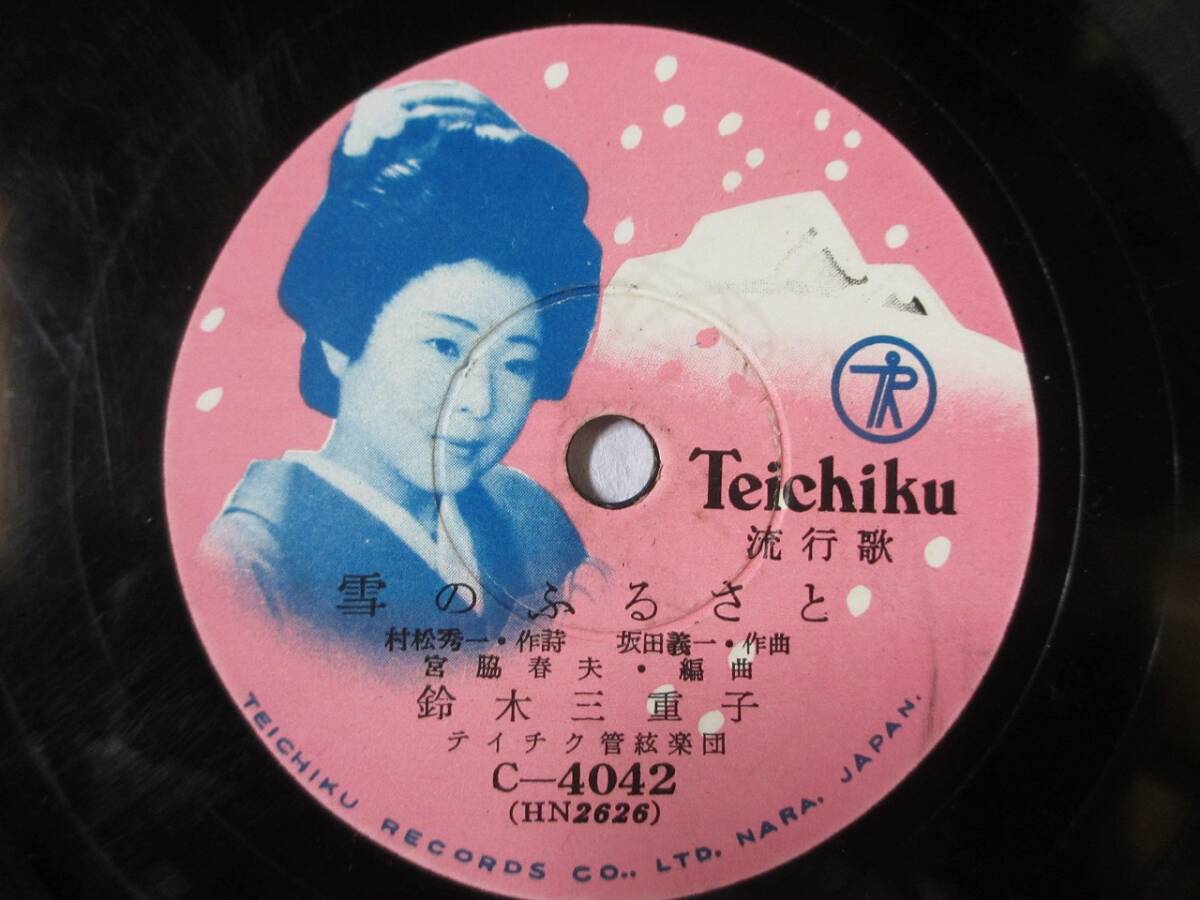 Teichiku
流行歌
雪のふるさと
村松秀一・作詩 坂田義一・作曲
宮脇春夫・編曲
鈴木三重子
テイチク管絃楽団
C—4042
(HN2626)
TEICHIKU RECORDS CO., LTD. NARA, JAPAN.